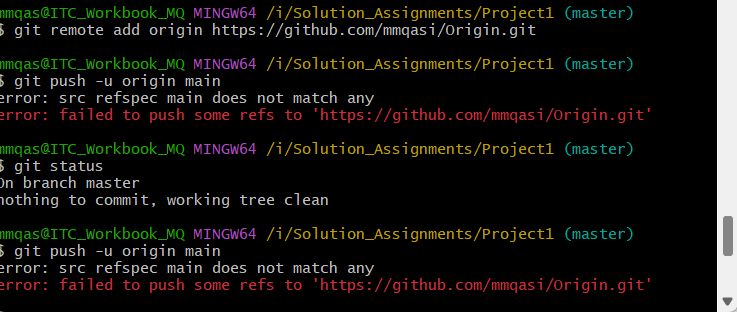 mmqas@ITC_Workbook_MQ MINGW64 /i/Solution_Assignments/Project1 (master)
$ git remote add origin https://github.com/mmqasi/Origin.git
mmqas@ITC_Workbook_MQ MINGW64 /i/Solution_Assignments/Project1 (master)
$ git push -u origin main
error: src refspec main does not match any
error: failed to push some refs to 'https://github.com/mmqasi/Origin.git'
mmqas@ITC_Workbook_MQ MINGW64 /i/Solution_Assignments/Project1 (master)
$ git status
On branch master
nothing to commit, working tree clean
mmqas@ITC_Workbook_MQ MINGW64 /i/Solution_Assignments/Project1 (master)
$ git push -u origin main
error: src refspec main does not match any
error: failed to push some refs to 'https://github.com/mmqasi/Origin.git'